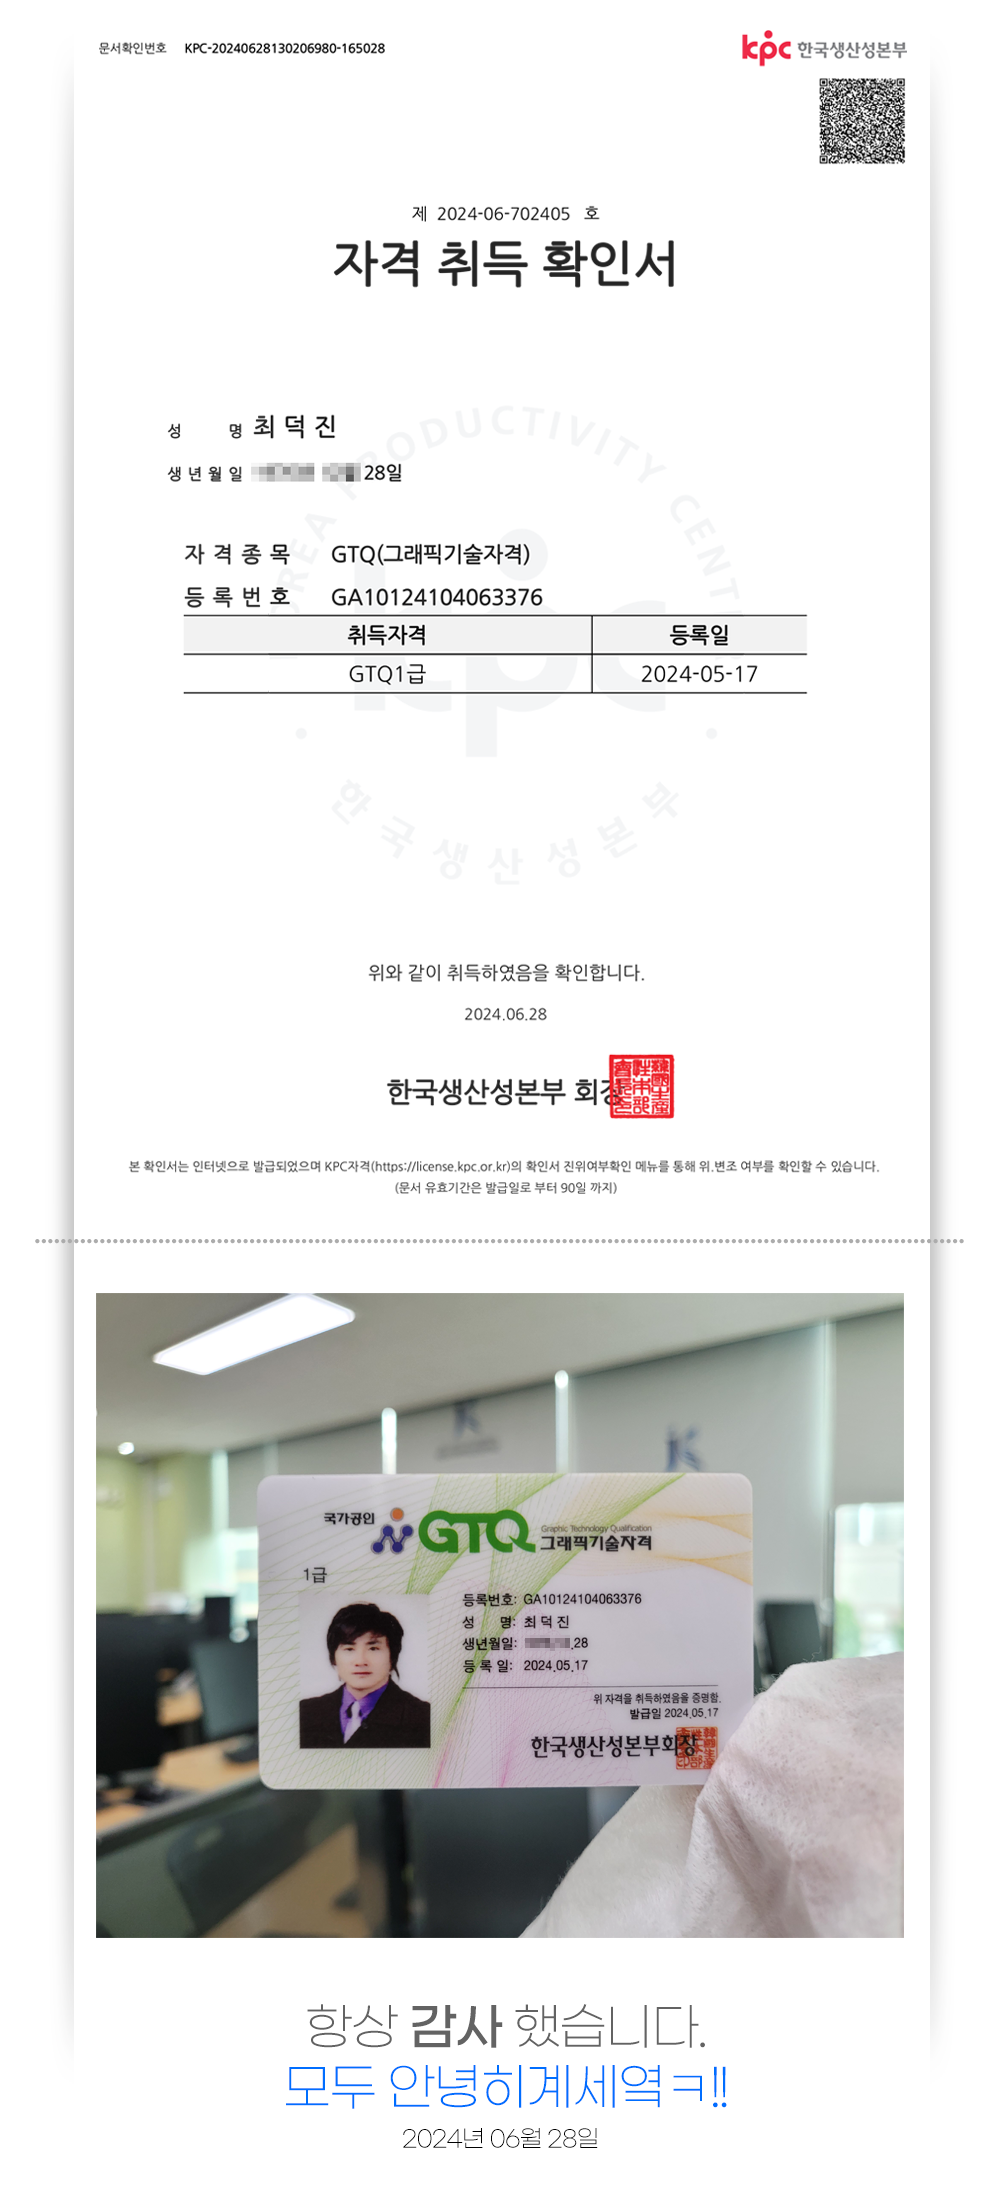 문서확인번호 KPC-20240628130206980-165028
kpc 한국생산성본부
제 2024-06-702405 호
자격 취득 확인서
성 명 최 덕 진
생 년 월 일 28일
자 격 종 목 GTQ(그래픽기술자격)
등 록 번 호 GA10124104063376
취득자격 등록일
GTQ1급 2024-05-17
KOREA PRODUCTIVITY CENTER
kpc
한 국 생 산 성 본 부
위와 같이 취득하였음을 확인합니다.
2024.06.28
한국생산성본부 회장
본 확인서는 인터넷으로 발급되었으며 KPC자격(https://license.kpc.or.kr)의 확인서 진위여부확인 메뉴를 통해 위.변조 여부를 확인할 수 있습니다.
(문서 유효기간은 발급일로 부터 90일 까지)
국가공인 GTQ Graphic Technology Qualification
그래픽기술자격
1급
등록번호: GA10124104063376
성 명: 최 덕 진
생년월일: .28
등 록 일: 2024.05.17
위 자격을 취득하였음을 증명함.
발급일 2024.05.17
한국생산성본부회장
항상 감사 했습니다.
모두 안녕히계세역ㅋ!!
2024년 06월 28일